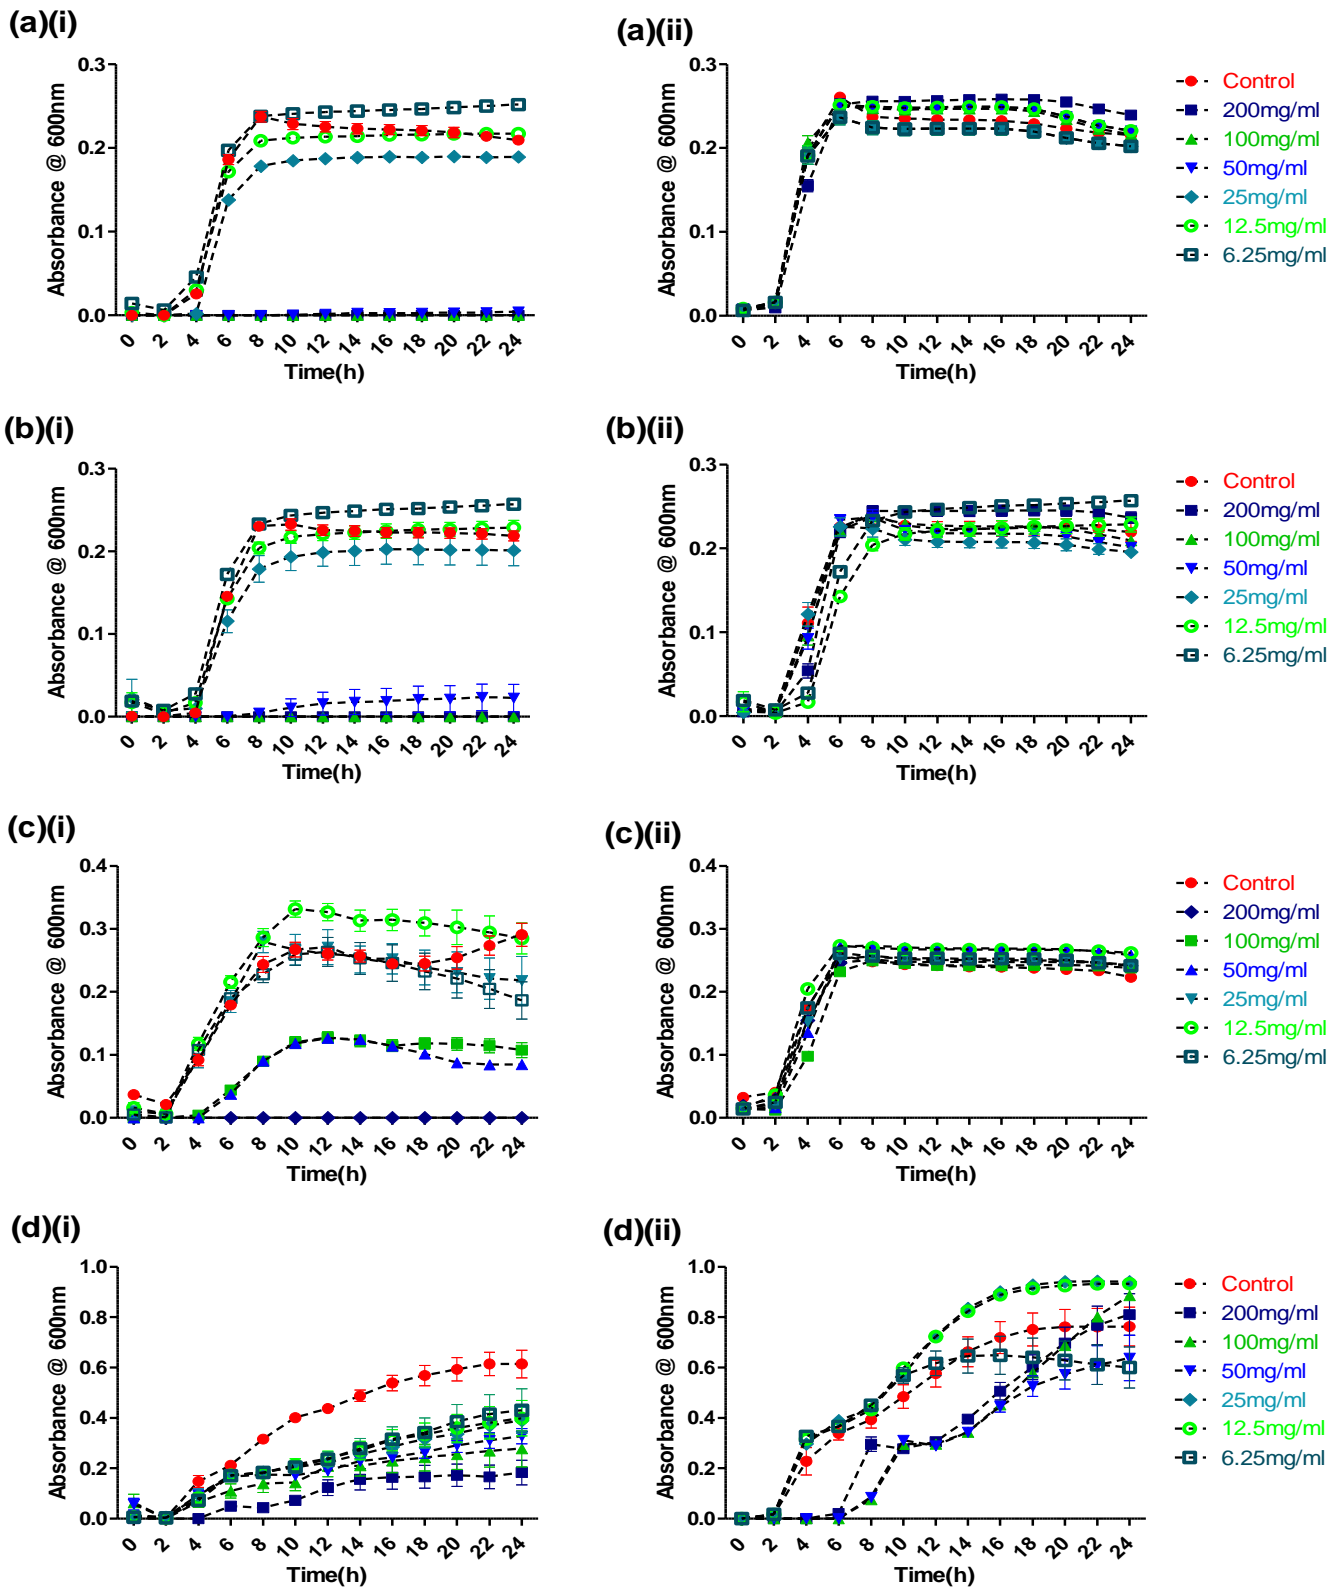 (a)(i)
0.3
0.2
0.1
0.0
Absorbance @ 600nm
0 2 4 6 8 10 12 14 16 18 20 22 24
Time(h)
(a)(ii)
0.3
0.2
0.1
0.0
Absorbance @ 600nm
0 2 4 6 8 10 12 14 16 18 20 22 24
Time(h)
Control
200mg/ml
100mg/ml
50mg/ml
25mg/ml
12.5mg/ml
6.25mg/ml
(b)(i)
0.3
0.2
0.1
0.0
Absorbance @ 600nm
0 2 4 6 8 10 12 14 16 18 20 22 24
Time(h)
(b)(ii)
0.3
0.2
0.1
0.0
Absorbance @ 600nm
0 2 4 6 8 10 12 14 16 18 20 22 24
Time(h)
Control
200mg/ml
100mg/ml
50mg/ml
25mg/ml
12.5mg/ml
6.25mg/ml
(c)(i)
0.4
0.3
0.2
0.1
0.0
Absorbance @ 600nm
0 2 4 6 8 10 12 14 16 18 20 22 24
Time(h)
(c)(ii)
0.4
0.3
0.2
0.1
0.0
Absorbance @ 600nm
0 2 4 6 8 10 12 14 16 18 20 22 24
Time(h)
Control
200mg/ml
100mg/ml
50mg/ml
25mg/ml
12.5mg/ml
6.25mg/ml
(d)(i)
1.0
0.8
0.6
0.4
0.2
0.0
Absorbance @ 600nm
0 2 4 6 8 10 12 14 16 18 20 22 24
Time(h)
(d)(ii)
1.0
0.8
0.6
0.4
0.2
0.0
Absorbance @ 600nm
0 2 4 6 8 10 12 14 16 18 20 22 24
Time(h)
Control
200mg/ml
100mg/ml
50mg/ml
25mg/ml
12.5mg/ml
6.25mg/ml